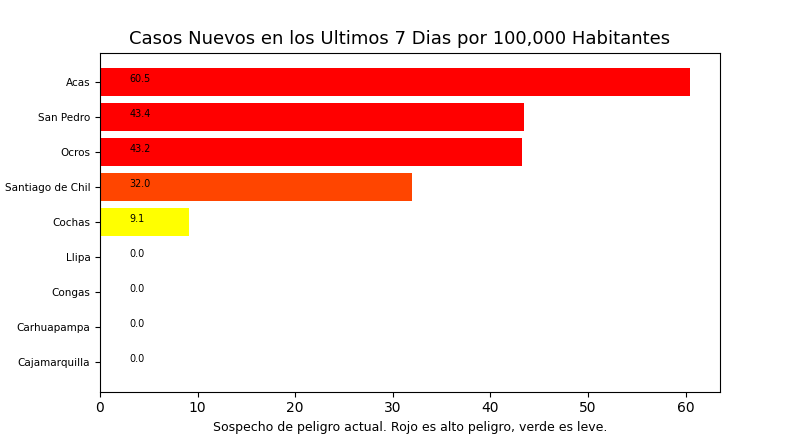 Casos Nuevos en los Ultimos 7 Dias por 100,000 Habitantes
Acas 60.5
San Pedro 43.4
Ocros 43.2
Santiago de Chil 32.0
Cochas 9.1
Llipa 0.0
Congas 0.0
Carhuapampa 0.0
Cajamarquilla 0.0
0 10 20 30 40 50 60
Sospecho de peligro actual. Rojo es alto peligro, verde es leve.